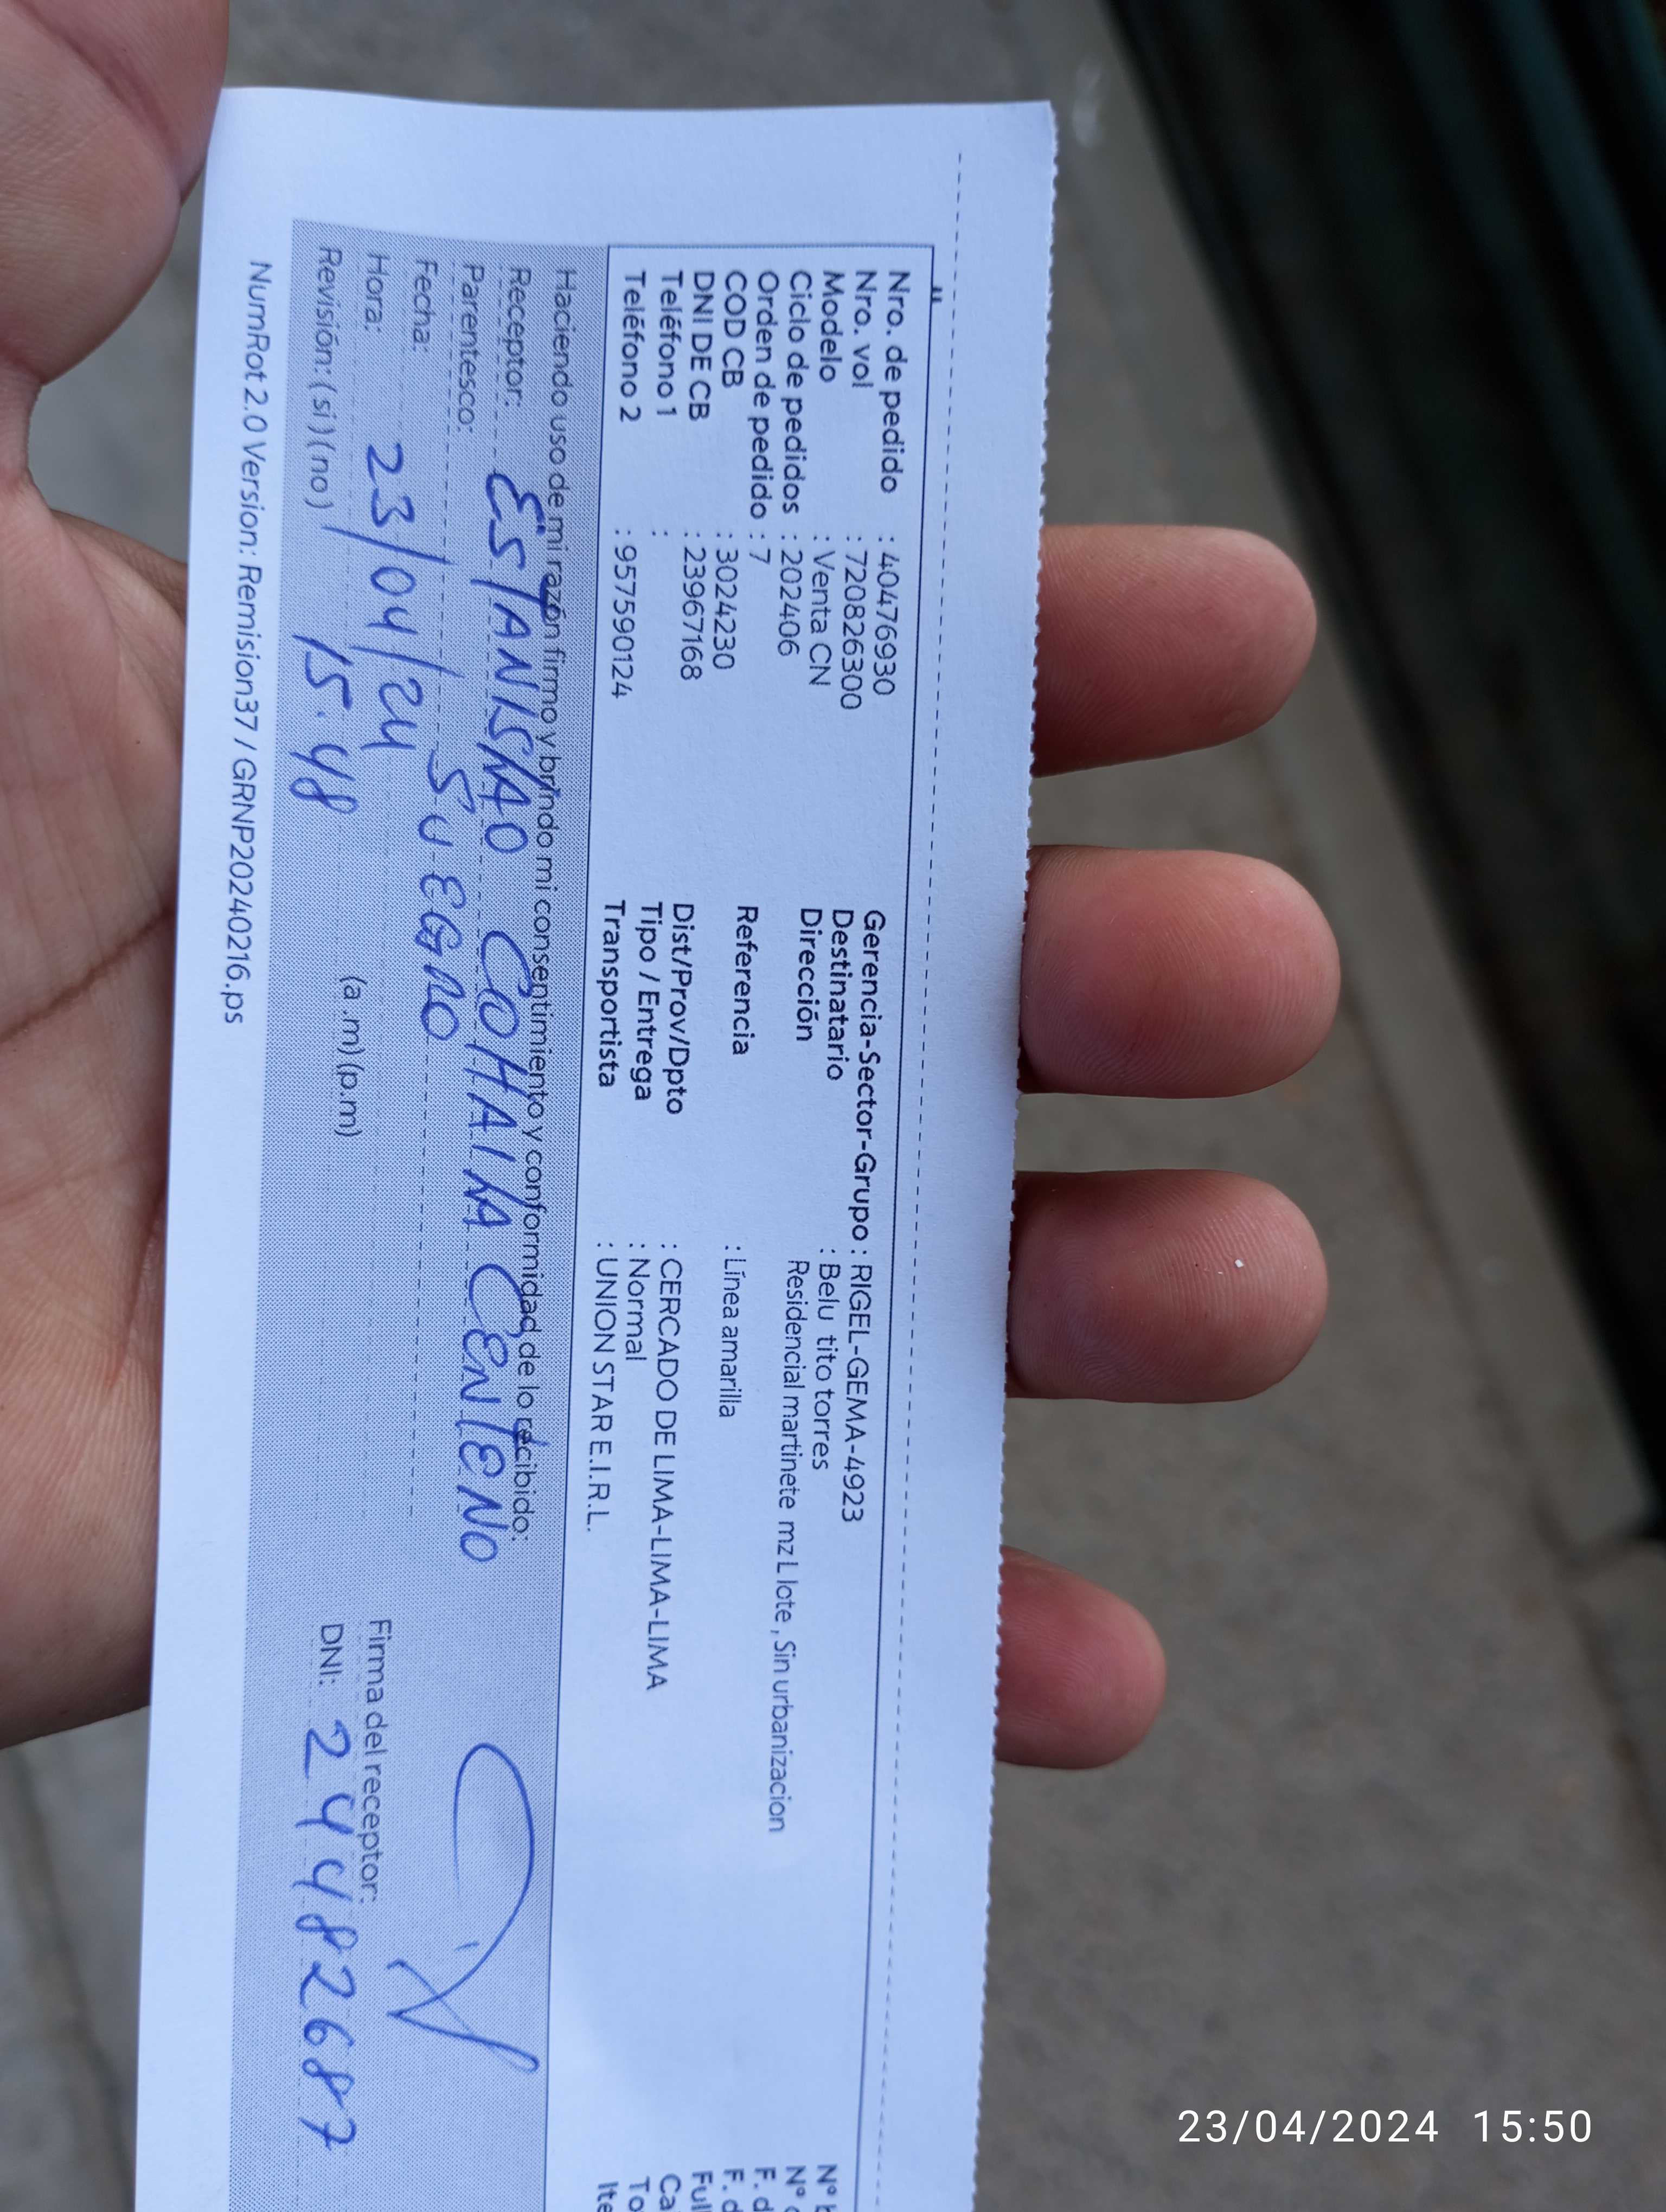 Nro. de pedido : 40476930
Nro. vol : 720826300
Modelo : Venta CN
Ciclo de pedidos : 202406
Orden de pedido : 7
COD CB : 3024230
DNI DE CB : 23967168
Teléfono 1 :
Teléfono 2 : 957590124
Gerencia-Sector-Grupo : RIGEL-GEMA-4923
Destinatario : Belu tito torres
Dirección Residencial martinete mz L lote , Sin urbanizacion
Referencia : Línea amarilla
Dist/Prov/Dpto : CERCADO DE LIMA-LIMA-LIMA
Tipo / Entrega : Normal
Transportista : UNION STAR E.I.R.L.
N° 
N° 
F. d
F. d
Ful
Ca
To
Ite
Haciendo uso de mi razón firmo y brindo mi consentimiento y conformidad de lo recibido:
Receptor: ESTANISLAO COHAILA CENTENO
Parentesco: SUEGRO
Fecha: 23/04/24
Hora: 15.48 (a.m) (p.m)
Revisión: (si) (no)
Firma del receptor:
DNI: 24482687
NumRot 2.0 Version: Remision37 / GRNP20240216.ps
23/04/2024 15:50